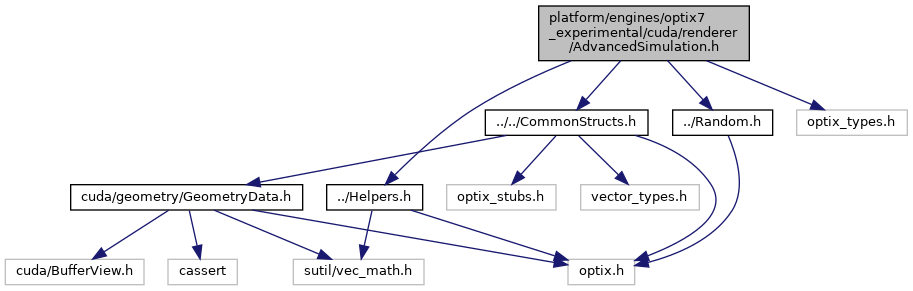 platform/engines/optix7
_experimental/cuda/renderer
/AdvancedSimulation.h
../../CommonStructs.h
../Random.h
optix_types.h
cuda/geometry/GeometryData.h
../Helpers.h
optix_stubs.h
vector_types.h
cuda/BufferView.h
cassert
sutil/vec_math.h
optix.h